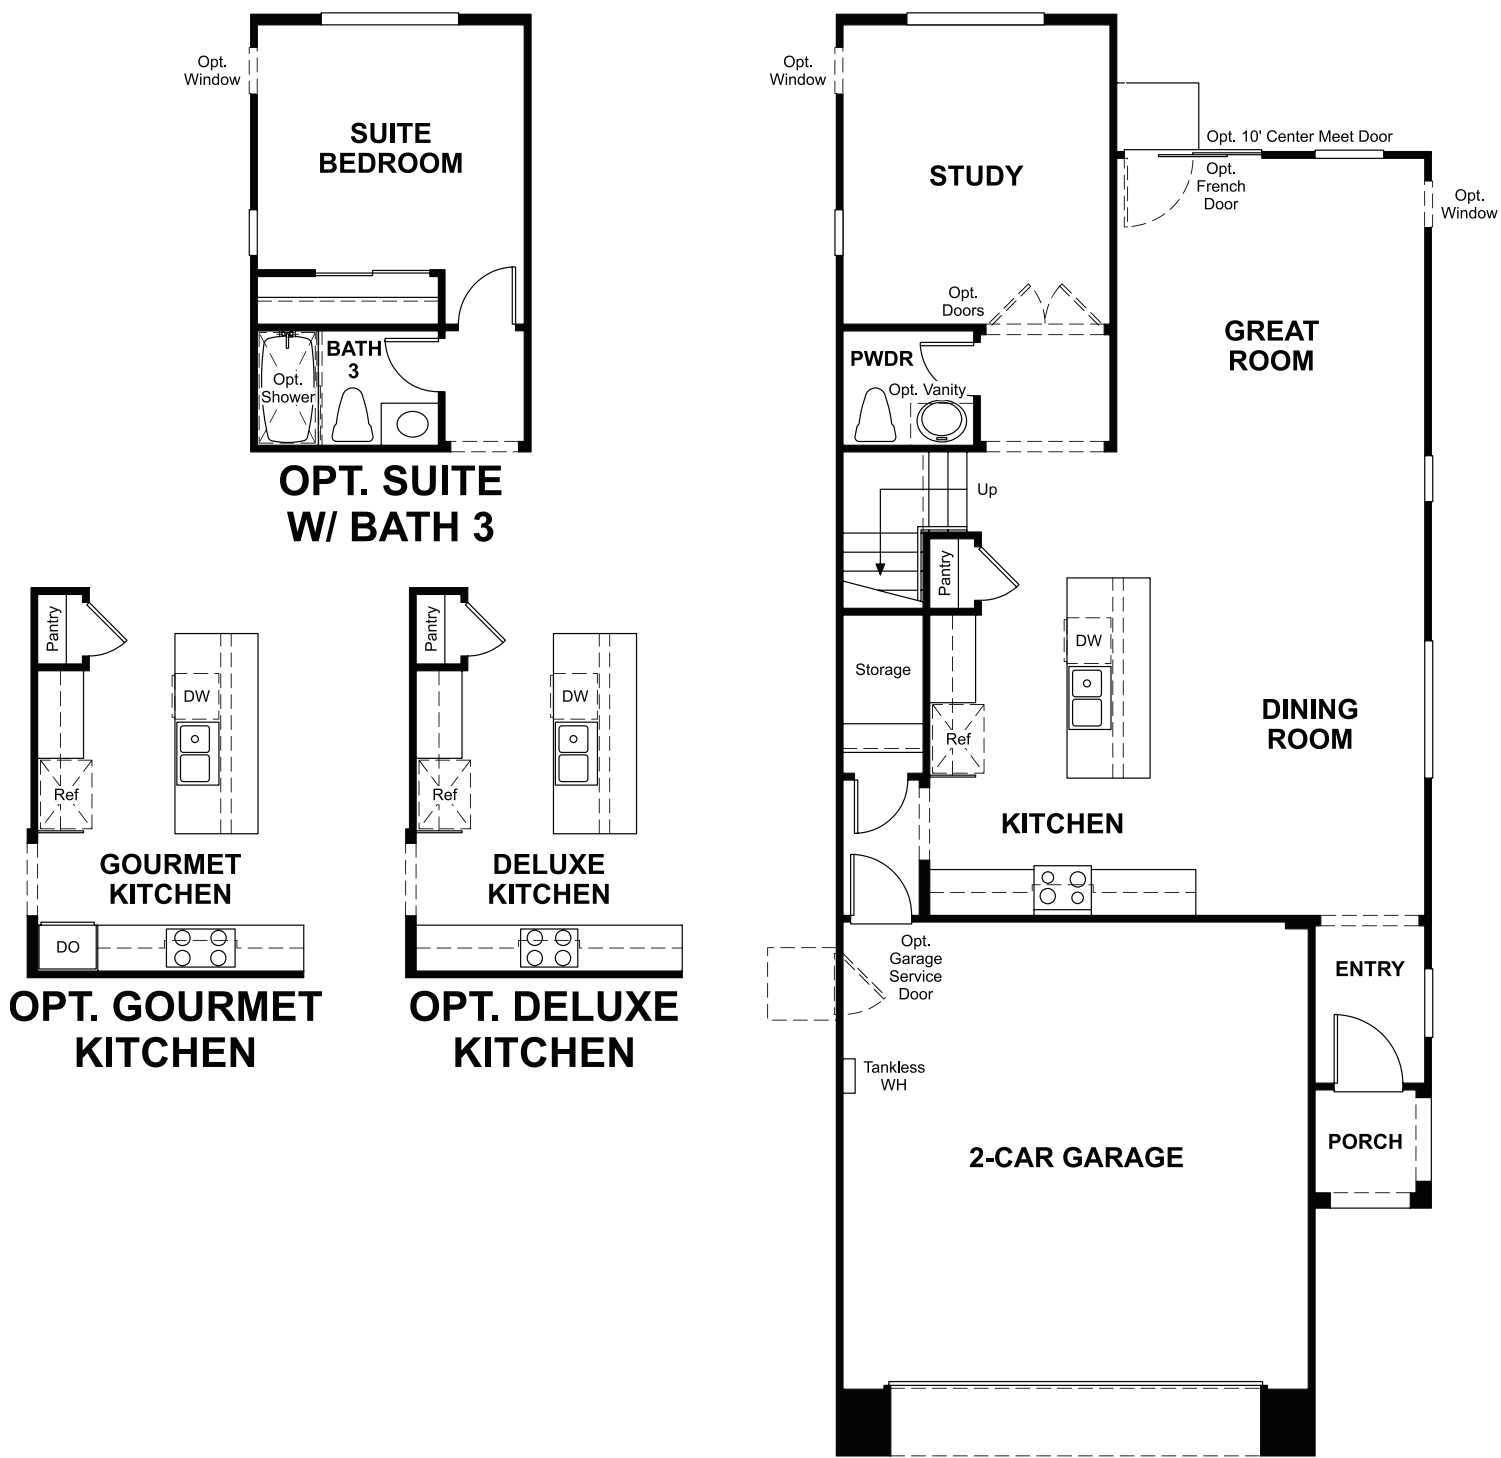 Opt.
Window
SUITE
BEDROOM
BATH
3
Opt.
Shower
OPT. SUITE
W/ BATH 3
Pantry
DW
Ref
GOURMET
KITCHEN
DO
OPT. GOURMET
KITCHEN
Pantry
DW
Ref
DELUXE
KITCHEN
OPT. DELUXE
KITCHEN
Opt.
Window
STUDY
Opt. 10' Center Meet Door
Opt.
French
Door
Opt.
Window
Opt.
Doors
GREAT
ROOM
PWDR
Opt. Vanity
Up
Pantry
DW
Storage
Ref
DINING
ROOM
KITCHEN
Opt.
Garage
Service
Door
ENTRY
Tankless
WH
2-CAR GARAGE
PORCH